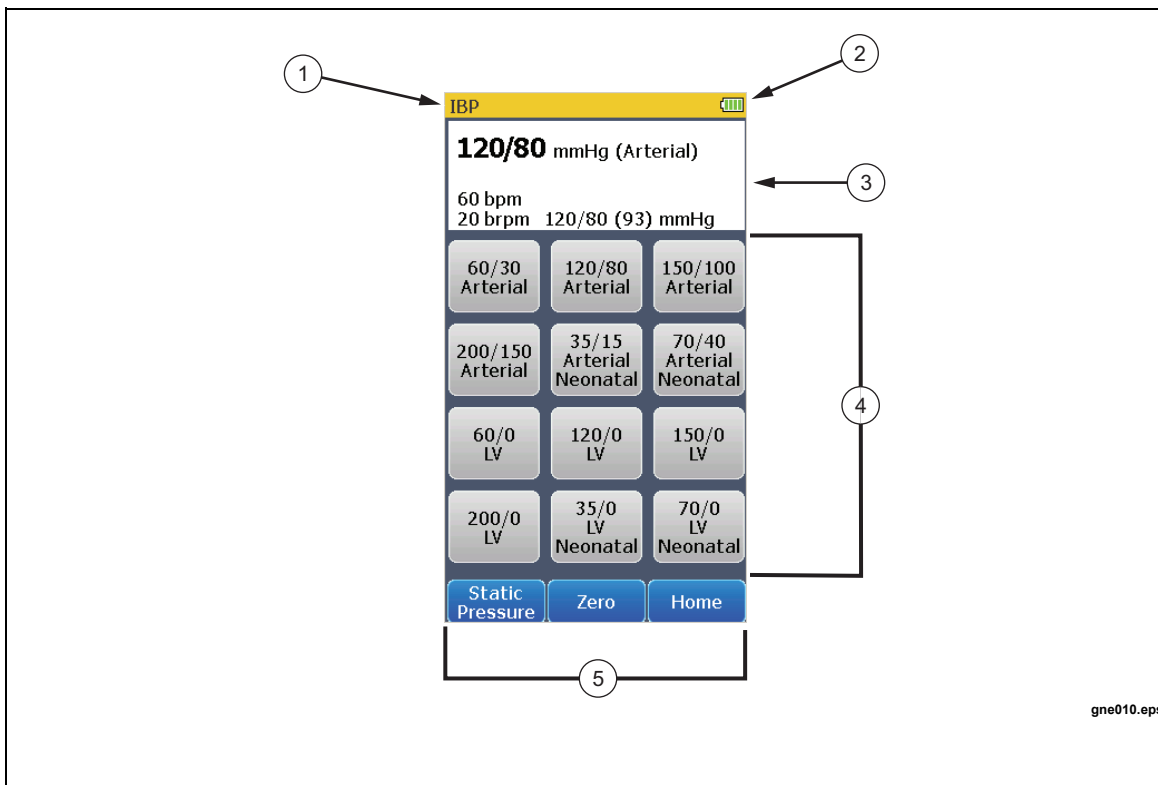 1
2
IBP
120/80 mmHg (Arterial)
3
60 bpm
20 brpm 120/80 (93) mmHg
60/30
Arterial
120/80
Arterial
150/100
Arterial
200/150
Arterial
35/15
Arterial
Neonatal
70/40
Arterial
Neonatal
4
60/0
LV
120/0
LV
150/0
LV
200/0
LV
35/0
LV
Neonatal
70/0
LV
Neonatal
Static
Pressure
Zero
Home
5
gne010.eps